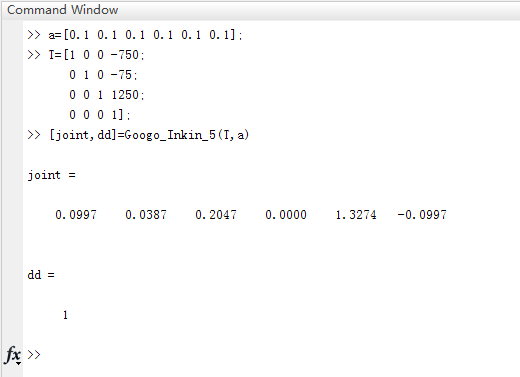 Command Window
>> a=[0.1 0.1 0.1 0.1 0.1 0.1];
>> T=[1 0 0 -750;
0 1 0 -75;
0 0 1 1250;
0 0 0 1];
>> [joint,dd]=Googo_Inkin_5(T,a)
joint =
0.0997 0.0387 0.2047 0.0000 1.3274 -0.0997
dd =
1
fx >>